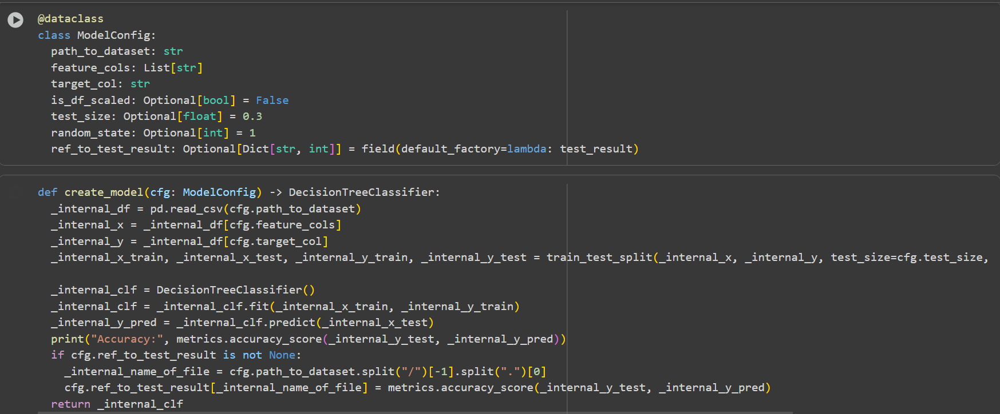 @dataclass
class ModelConfig:
  path_to_dataset: str
  feature_cols: List[str]
  target_col: str
  is_df_scaled: Optional[bool] = False
  test_size: Optional[float] = 0.3
  random_state: Optional[int] = 1
  ref_to_test_result: Optional[Dict[str, int]] = field(default_factory=lambda: test_result)
def create_model(cfg: ModelConfig) -> DecisionTreeClassifier:
  _internal_df = pd.read_csv(cfg.path_to_dataset)
  _internal_x = _internal_df[cfg.feature_cols]
  _internal_y = _internal_df[cfg.target_col]
  _internal_x_train, _internal_x_test, _internal_y_train, _internal_y_test = train_test_split(_internal_x, _internal_y, test_size=cfg.test_size,
  _internal_clf = DecisionTreeClassifier()
  _internal_clf = _internal_clf.fit(_internal_x_train, _internal_y_train)
  _internal_y_pred = _internal_clf.predict(_internal_x_test)
  print("Accuracy:", metrics.accuracy_score(_internal_y_test, _internal_y_pred))
  if cfg.ref_to_test_result is not None:
    _internal_name_of_file = cfg.path_to_dataset.split("/")[-1].split(".")[0]
    cfg.ref_to_test_result[_internal_name_of_file] = metrics.accuracy_score(_internal_y_test, _internal_y_pred)
  return _internal_clf